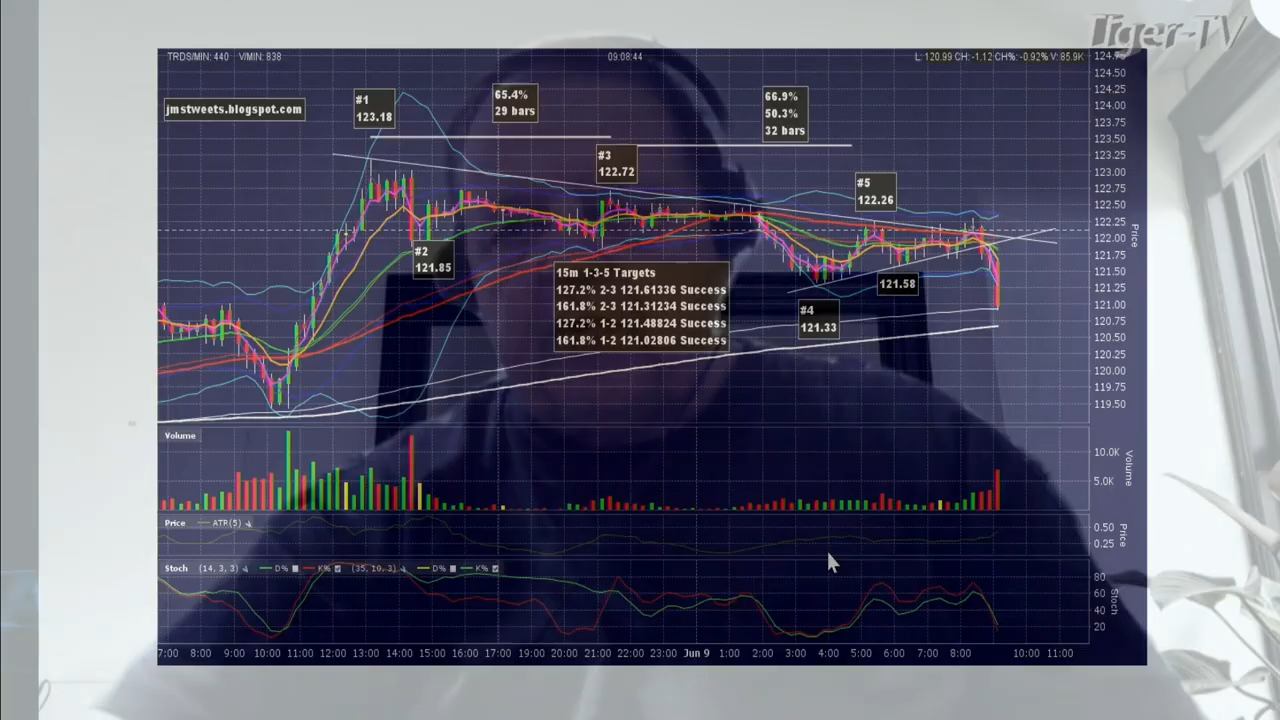 Tiger-TV
TRDS/MIN: 440 V/MIN: 838
09:08:44
L: 120.99 CH: -1.12 CH%: -0.92% V: 85.9K
jmstweets.blogspot.com
#1
123.18
65.4%
29 bars
66.9%
50.3%
32 bars
#3
122.72
#5
122.26
#2
121.85
15m 1-3-5 Targets
127.2% 2-3 121.61336 Success
161.8% 2-3 121.31234 Success
127.2% 1-2 121.48824 Success
161.8% 1-2 121.02806 Success
121.58
#4
121.33
124.50
124.25
124.00
123.75
123.50
123.25
123.00
122.75
122.50
122.25
122.00
121.75
121.50
121.25
121.00
120.75
120.50
120.25
120.00
119.75
119.50
Price
Volume
10.0K
5.0K
Volume
Price ATR(5)
0.50
0.25
Price
Stoch (14, 3, 3) D% K% (35, 10, 3) D% K%
80
60
40
20
Stoch
7:00 8:00 9:00 10:00 11:00 12:00 13:00 14:00 15:00 16:00 17:00 18:00 19:00 20:00 21:00 22:00 23:00 Jun 9 1:00 2:00 3:00 4:00 5:00 6:00 7:00 8:00 10:00 11:00